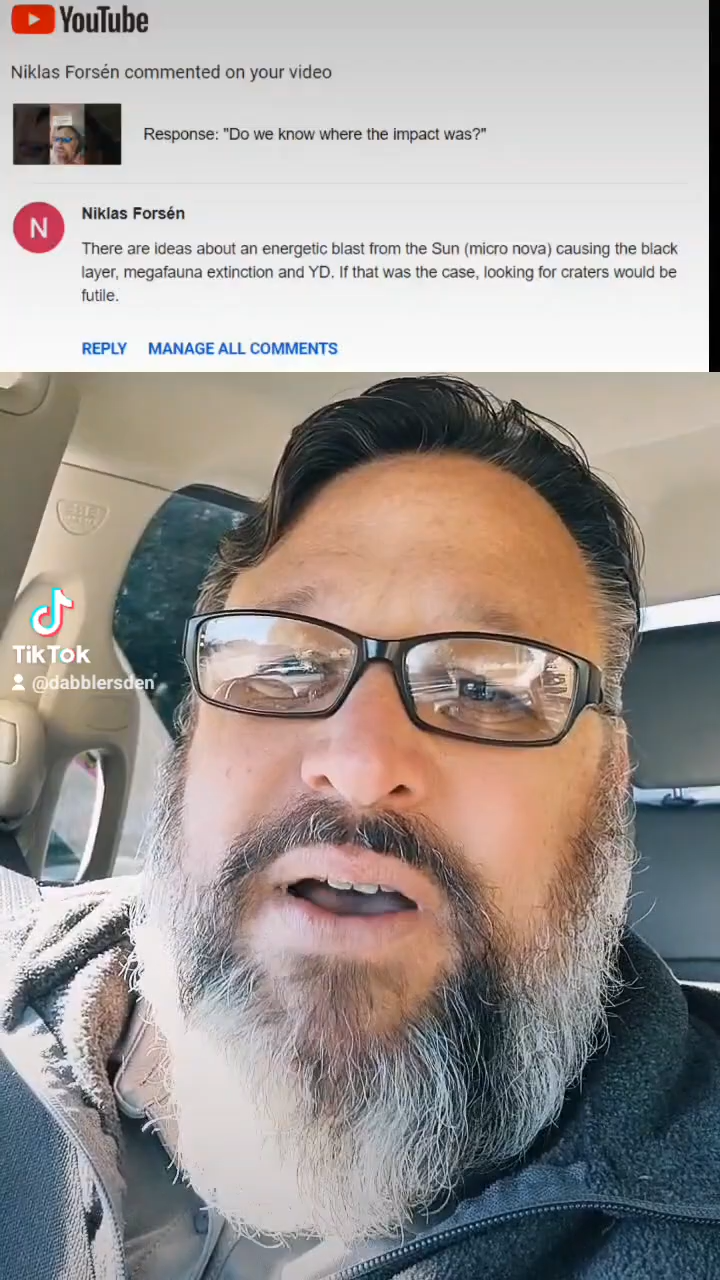 YouTube
Niklas Forsén commented on your video
Response: "Do we know where the impact was?"
N
Niklas Forsén
There are ideas about an energetic blast from the Sun (micro nova) causing the black
layer, megafauna extinction and YD. If that was the case, looking for craters would be
futile.
REPLY MANAGE ALL COMMENTS
TikTok
@dabblersden